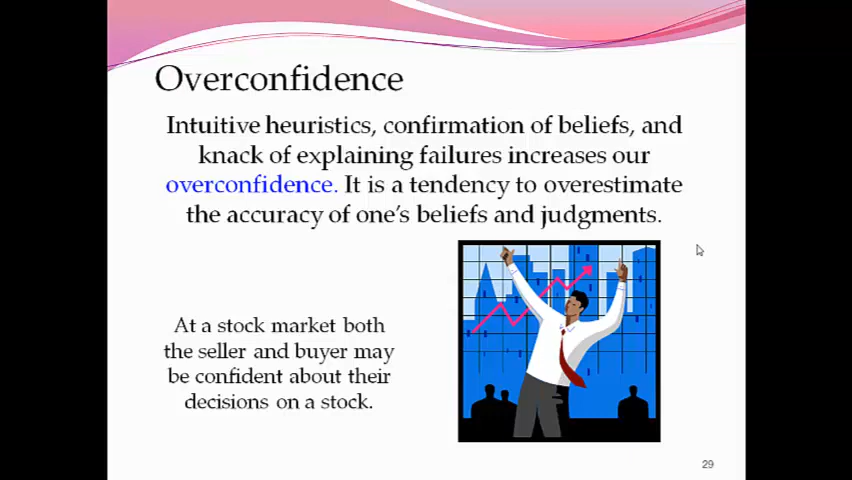 Overconfidence
Intuitive heuristics, confirmation of beliefs, and
knack of explaining failures increases our
overconfidence. It is a tendency to overestimate
the accuracy of one’s beliefs and judgments.
At a stock market both
the seller and buyer may
be confident about their
decisions on a stock.
29